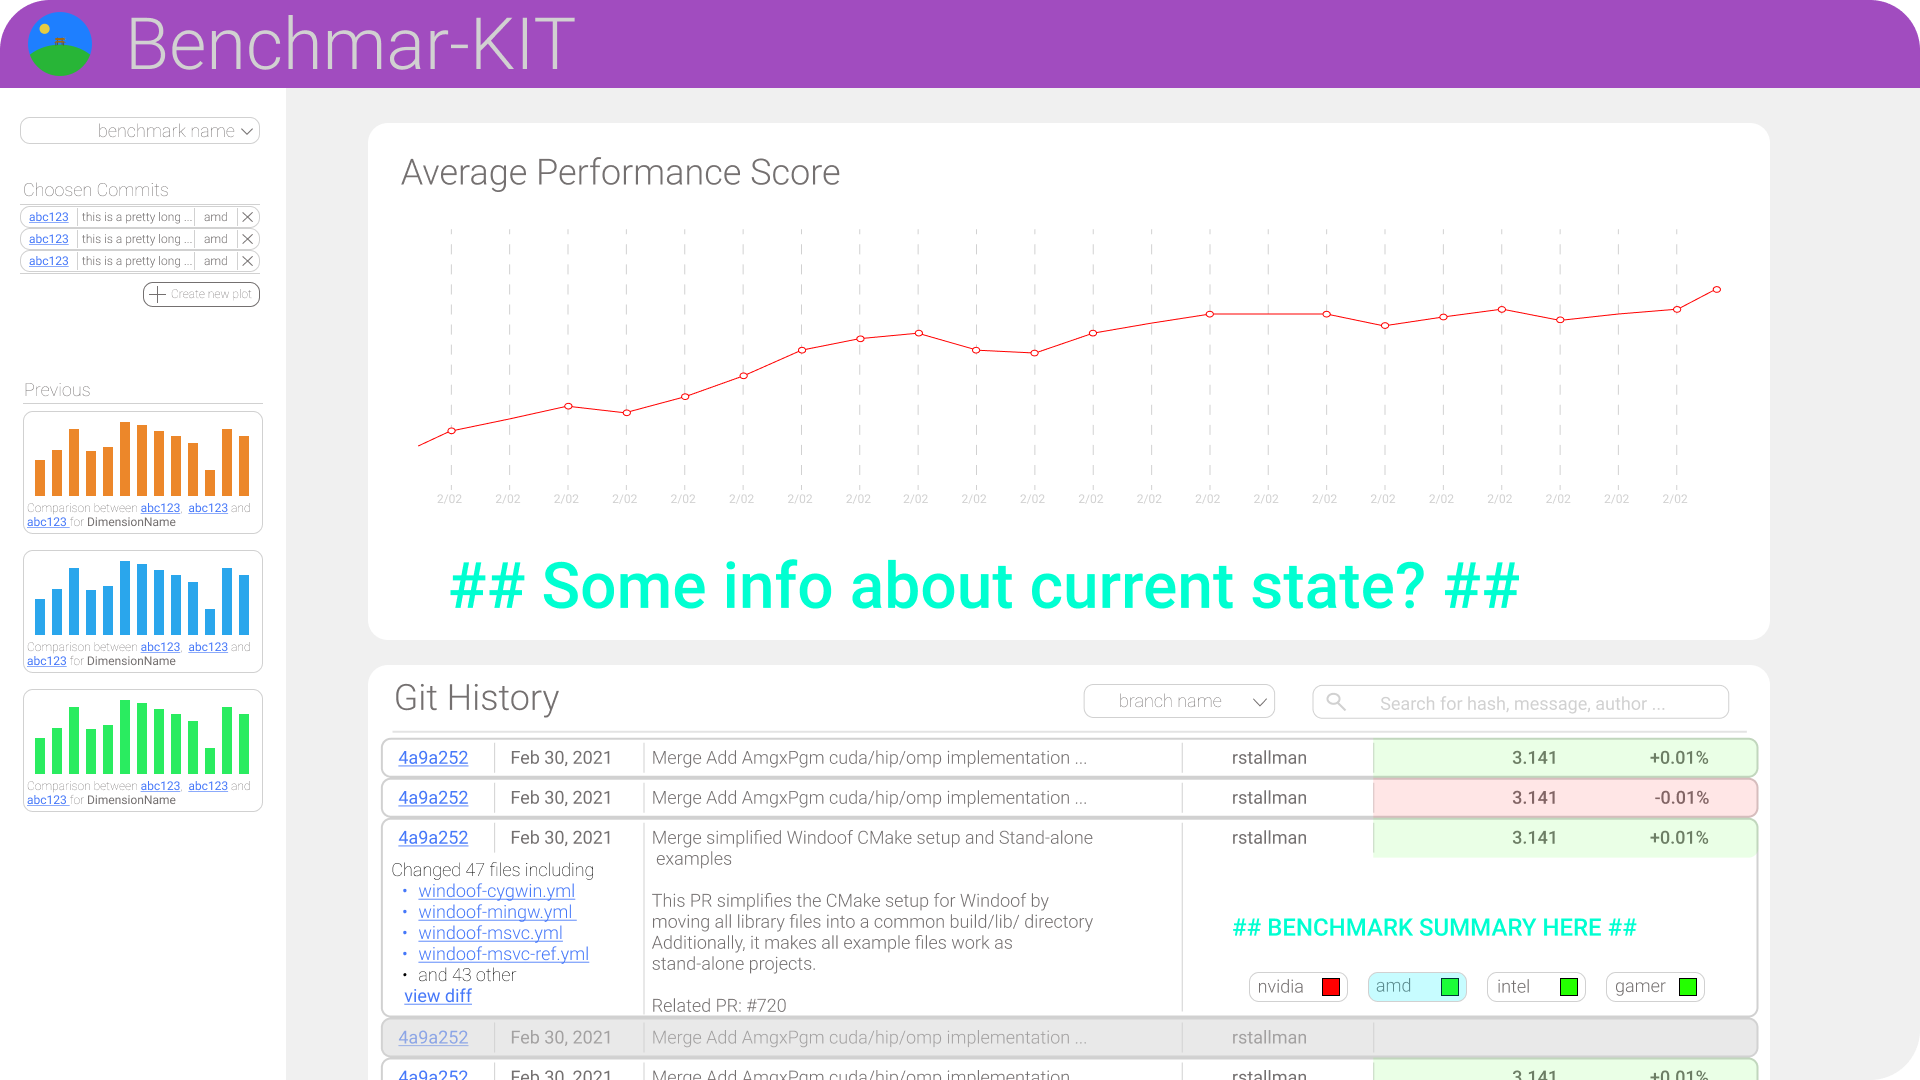 Benchmar-KIT
benchmark name
Choosen Commits
abc123 this is a pretty long ... amd
abc123 this is a pretty long ... amd
abc123 this is a pretty long ... amd
Create new plot
Previous
Comparison between abc123, abc123 and
abc123 for DimensionName
Comparison between abc123, abc123 and
abc123 for DimensionName
Comparison between abc123, abc123 and
abc123 for DimensionName
Average Performance Score
2/02 2/02 2/02 2/02 2/02 2/02 2/02 2/02 2/02 2/02 2/02 2/02 2/02 2/02 2/02 2/02 2/02 2/02 2/02 2/02 2/02 2/02
## Some info about current state? ##
Git History
branch name
Search for hash, message, author ...
4a9a252 Feb 30, 2021 Merge Add AmgxPgm cuda/hip/omp implementation ... rstallman 3.141 +0.01%
4a9a252 Feb 30, 2021 Merge Add AmgxPgm cuda/hip/omp implementation ... rstallman 3.141 -0.01%
4a9a252 Feb 30, 2021 Merge simplified Windoof CMake setup and Stand-alone rstallman 3.141 +0.01%
examples
Changed 47 files including
• windoof-cygwin.yml
• windoof-mingw.yml
• windoof-msvc.yml
• windoof-msvc-ref.yml
• and 43 other
view diff
This PR simplifies the CMake setup for Windoof by
moving all library files into a common build/lib/ directory
Additionally, it makes all example files work as
stand-alone projects.
Related PR: #720
## BENCHMARK SUMMARY HERE ##
nvidia amd intel gamer
4a9a252 Feb 30, 2021 Merge Add AmgxPgm cuda/hip/omp implementation ... rstallman
4a9a252 Feb 30, 2021 Merge Add AmgxPgm cuda/hip/omp implementation ... rstallman 3.141 +0.01%